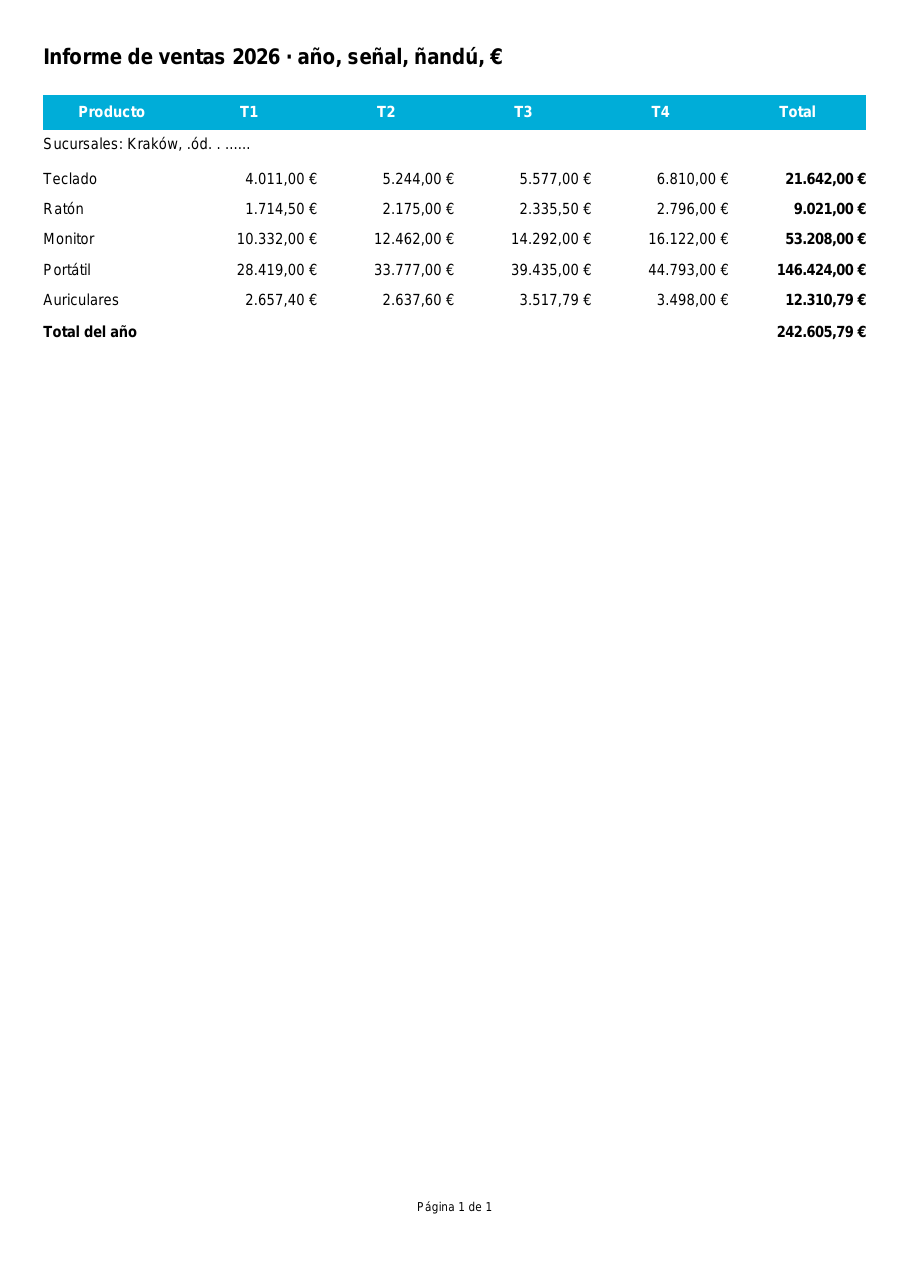 Informe de ventas 2026 · año, señal, ñandú, €
Producto T1 T2 T3 T4 Total
Sucursales: Kraków, .ód. . ......
Teclado 4.011,00 € 5.244,00 € 5.577,00 € 6.810,00 € 21.642,00 €
Ratón 1.714,50 € 2.175,00 € 2.335,50 € 2.796,00 € 9.021,00 €
Monitor 10.332,00 € 12.462,00 € 14.292,00 € 16.122,00 € 53.208,00 €
Portátil 28.419,00 € 33.777,00 € 39.435,00 € 44.793,00 € 146.424,00 €
Auriculares 2.657,40 € 2.637,60 € 3.517,79 € 3.498,00 € 12.310,79 €
Total del año 242.605,79 €
Página 1 de 1